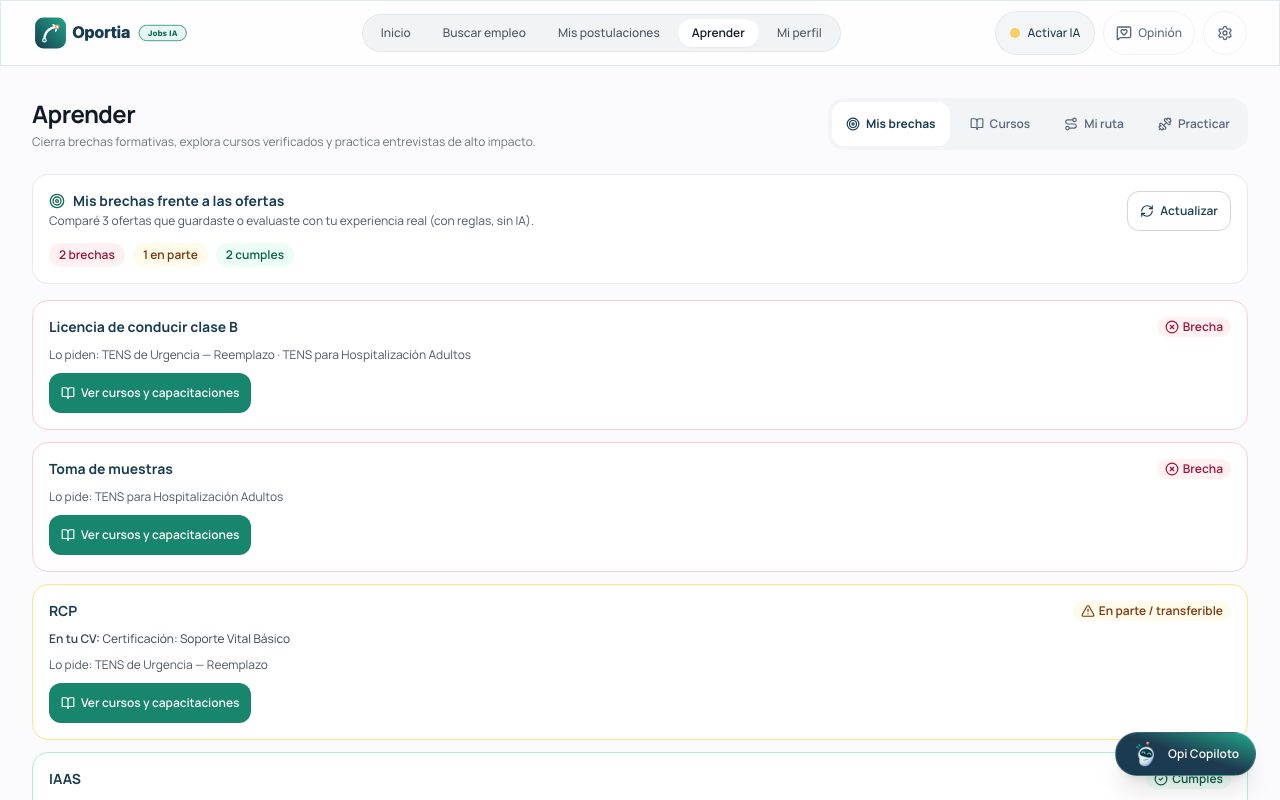 Oportia
Jobs IA
Inicio
Buscar empleo
Mis postulaciones
Aprender
Mi perfil
Activar IA
Opinión
Aprender
Cierra brechas formativas, explora cursos verificados y practica entrevistas de alto impacto.
Mis brechas
Cursos
Mi ruta
Practicar
Mis brechas frente a las ofertas
Comparé 3 ofertas que guardaste o evaluaste con tu experiencia real (con reglas, sin IA).
Actualizar
2 brechas
1 en parte
2 cumples
Licencia de conducir clase B
Brecha
Lo piden: TENS de Urgencia — Reemplazo · TENS para Hospitalización Adultos
Ver cursos y capacitaciones
Toma de muestras
Brecha
Lo pide: TENS para Hospitalización Adultos
Ver cursos y capacitaciones
RCP
En parte / transferible
En tu CV: Certificación: Soporte Vital Básico
Lo pide: TENS de Urgencia — Reemplazo
Ver cursos y capacitaciones
Opi Copiloto
IAAS
Cumples